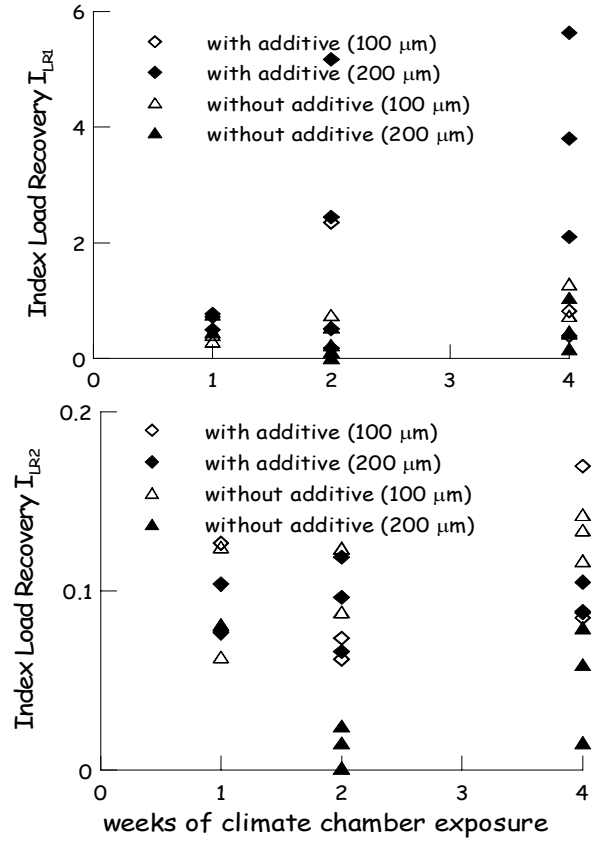 6
with additive (100 μm)
with additive (200 μm)
without additive (100 μm)
without additive (200 μm)
4
2
0
Index Load Recovery I_LR1
0 1 2 3 4
0.2
with additive (100 μm)
with additive (200 μm)
without additive (100 μm)
without additive (200 μm)
0.1
0
Index Load Recovery I_LR2
0 1 2 3 4
weeks of climate chamber exposure